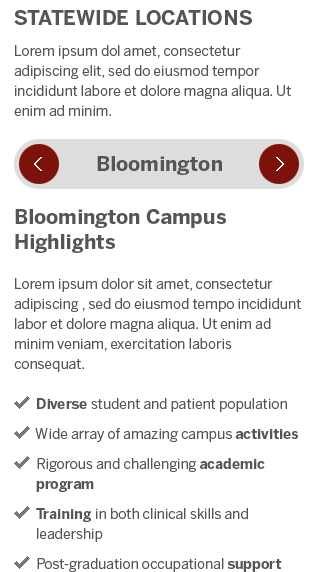 STATEWIDE LOCATIONS
Lorem ipsum dol amet, consectetur
adipiscing elit, sed do eiusmod tempor
incididunt labore et dolore magna aliqua. Ut
enim ad minim.
Bloomington
Bloomington Campus
Highlights
Lorem ipsum dolor sit amet, consectetur
adipiscing , sed do eiusmod tempo incididunt
labor et dolore magna aliqua. Ut enim ad
minim veniam, exercitation laboris
consequat.
Diverse student and patient population
Wide array of amazing campus activities
Rigorous and challenging academic
program
Training in both clinical skills and
leadership
Post-graduation occupational support